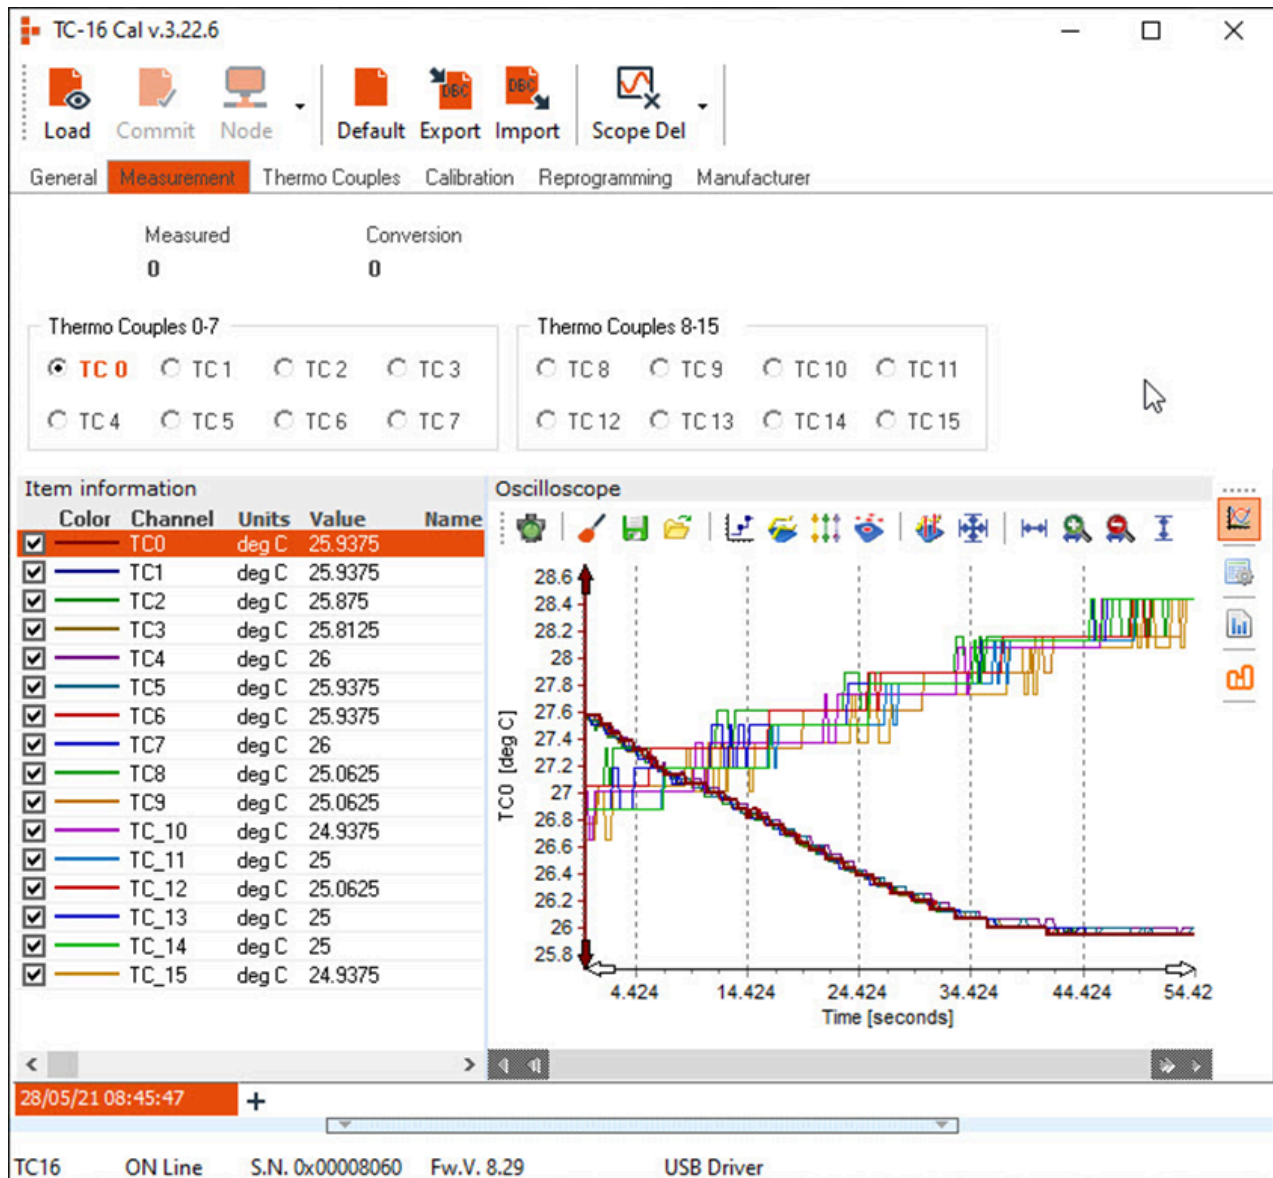 TC-16 Cal v.3.22.6
Load Commit Node Default Export Import Scope Del
DBC DBC
General Measurement Thermo Couples Calibration Reprogramming Manufacturer
Measured Conversion
0 0
Thermo Couples 0-7 Thermo Couples 8-15
TC 0 TC 1 TC 2 TC 3 TC 8 TC 9 TC 10 TC 11
TC 4 TC 5 TC 6 TC 7 TC 12 TC 13 TC 14 TC 15
Item information
Color Channel Units Value Name
TC0 deg C 25.9375
TC1 deg C 25.9375
TC2 deg C 25.875
TC3 deg C 25.8125
TC4 deg C 26
TC5 deg C 25.9375
TC6 deg C 25.9375
TC7 deg C 26
TC8 deg C 25.0625
TC9 deg C 25.0625
TC_10 deg C 24.9375
TC_11 deg C 25
TC_12 deg C 25.0625
TC_13 deg C 25
TC_14 deg C 25
TC_15 deg C 24.9375
Oscilloscope
28.6
28.4
28.2
28
27.8
27.6
27.4
27.2
27
26.8
26.6
26.4
26.2
26
25.8
TC0 [deg C]
4.424 14.424 24.424 34.424 44.424 54.42
Time [seconds]
28/05/21 08:45:47 +
TC16 ON Line S.N. 0x00008060 Fw.V. 8.29 USB Driver